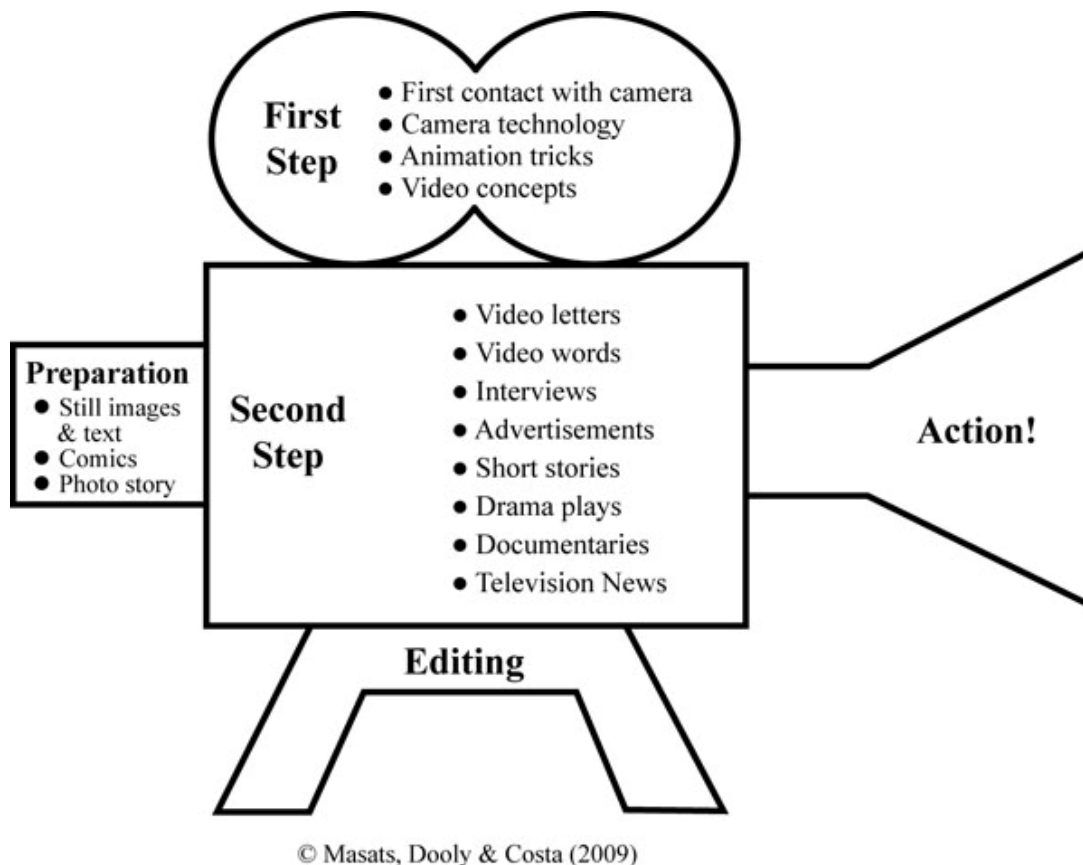 First
Step
● First contact with camera
● Camera technology
● Animation tricks
● Video concepts
Preparation
● Still images
& text
● Comics
● Photo story
Second
Step
● Video letters
● Video words
● Interviews
● Advertisements
● Short stories
● Drama plays
● Documentaries
● Television News
Action!
Editing
© Masats, Dooly & Costa (2009)